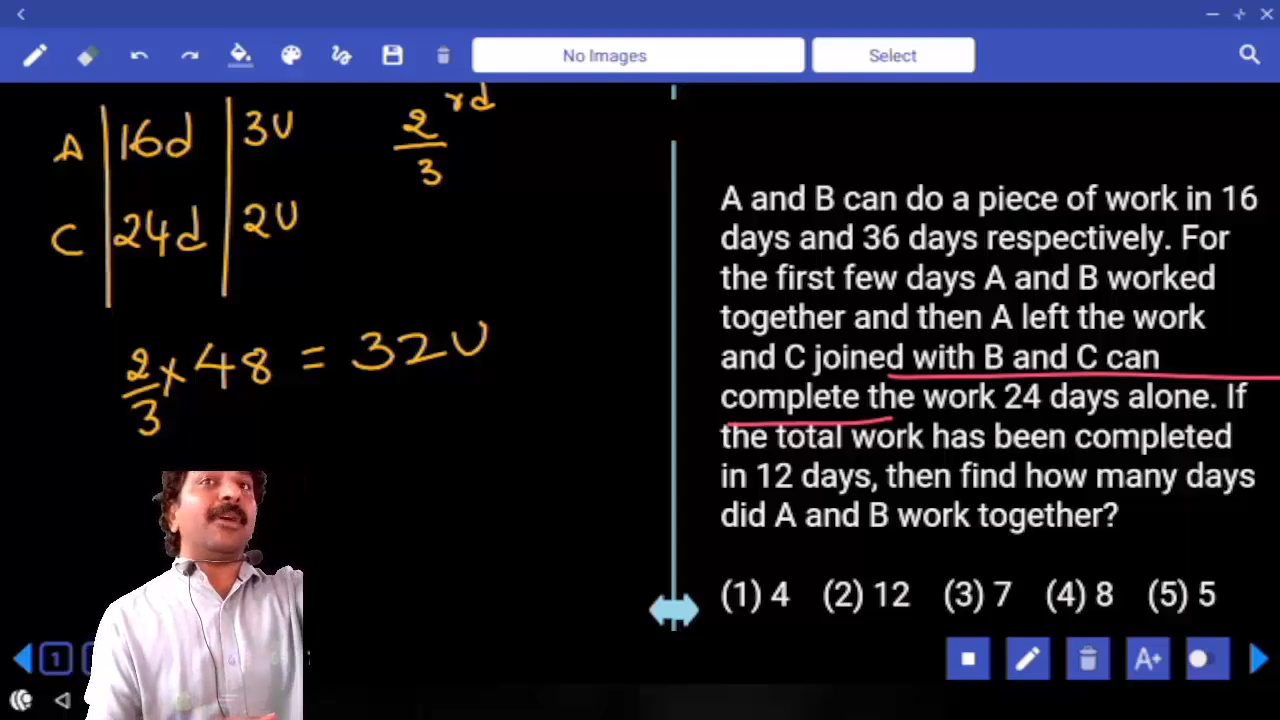 No Images
Select
A 16d 3U
2/3 rd
C 24d 2U
2/3 x 48 = 32U
A and B can do a piece of work in 16
days and 36 days respectively. For
the first few days A and B worked
together and then A left the work
and C joined with B and C can
complete the work 24 days alone. If
the total work has been completed
in 12 days, then find how many days
did A and B work together?
(1) 4 (2) 12 (3) 7 (4) 8 (5) 5
1
A+